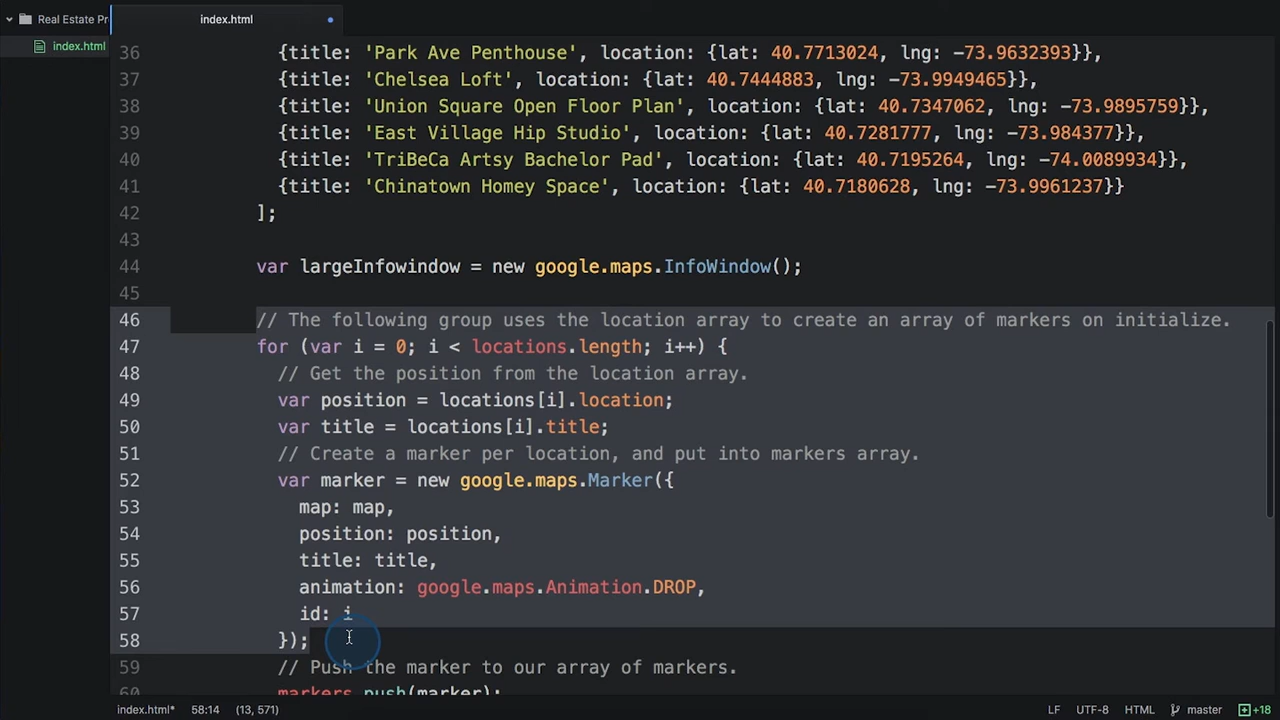 Real Estate Pr
index.html
index.html
36 {title: 'Park Ave Penthouse', location: {lat: 40.7713024, lng: -73.9632393}},
37 {title: 'Chelsea Loft', location: {lat: 40.7444883, lng: -73.9949465}},
38 {title: 'Union Square Open Floor Plan', location: {lat: 40.7347062, lng: -73.9895759}},
39 {title: 'East Village Hip Studio', location: {lat: 40.7281777, lng: -73.984377}},
40 {title: 'TriBeCa Artsy Bachelor Pad', location: {lat: 40.7195264, lng: -74.0089934}},
41 {title: 'Chinatown Homey Space', location: {lat: 40.7180628, lng: -73.9961237}}
42 ];
43
44 var largeInfowindow = new google.maps.InfoWindow();
45
46 // The following group uses the location array to create an array of markers on initialize.
47 for (var i = 0; i < locations.length; i++) {
48 // Get the position from the location array.
49 var position = locations[i].location;
50 var title = locations[i].title;
51 // Create a marker per location, and put into markers array.
52 var marker = new google.maps.Marker({
53 map: map,
54 position: position,
55 title: title,
56 animation: google.maps.Animation.DROP,
57 id: i
58 });
59 // Push the marker to our array of markers.
60 markers.push(marker);
index.html* 58:14 (13, 571) LF UTF-8 HTML master +18